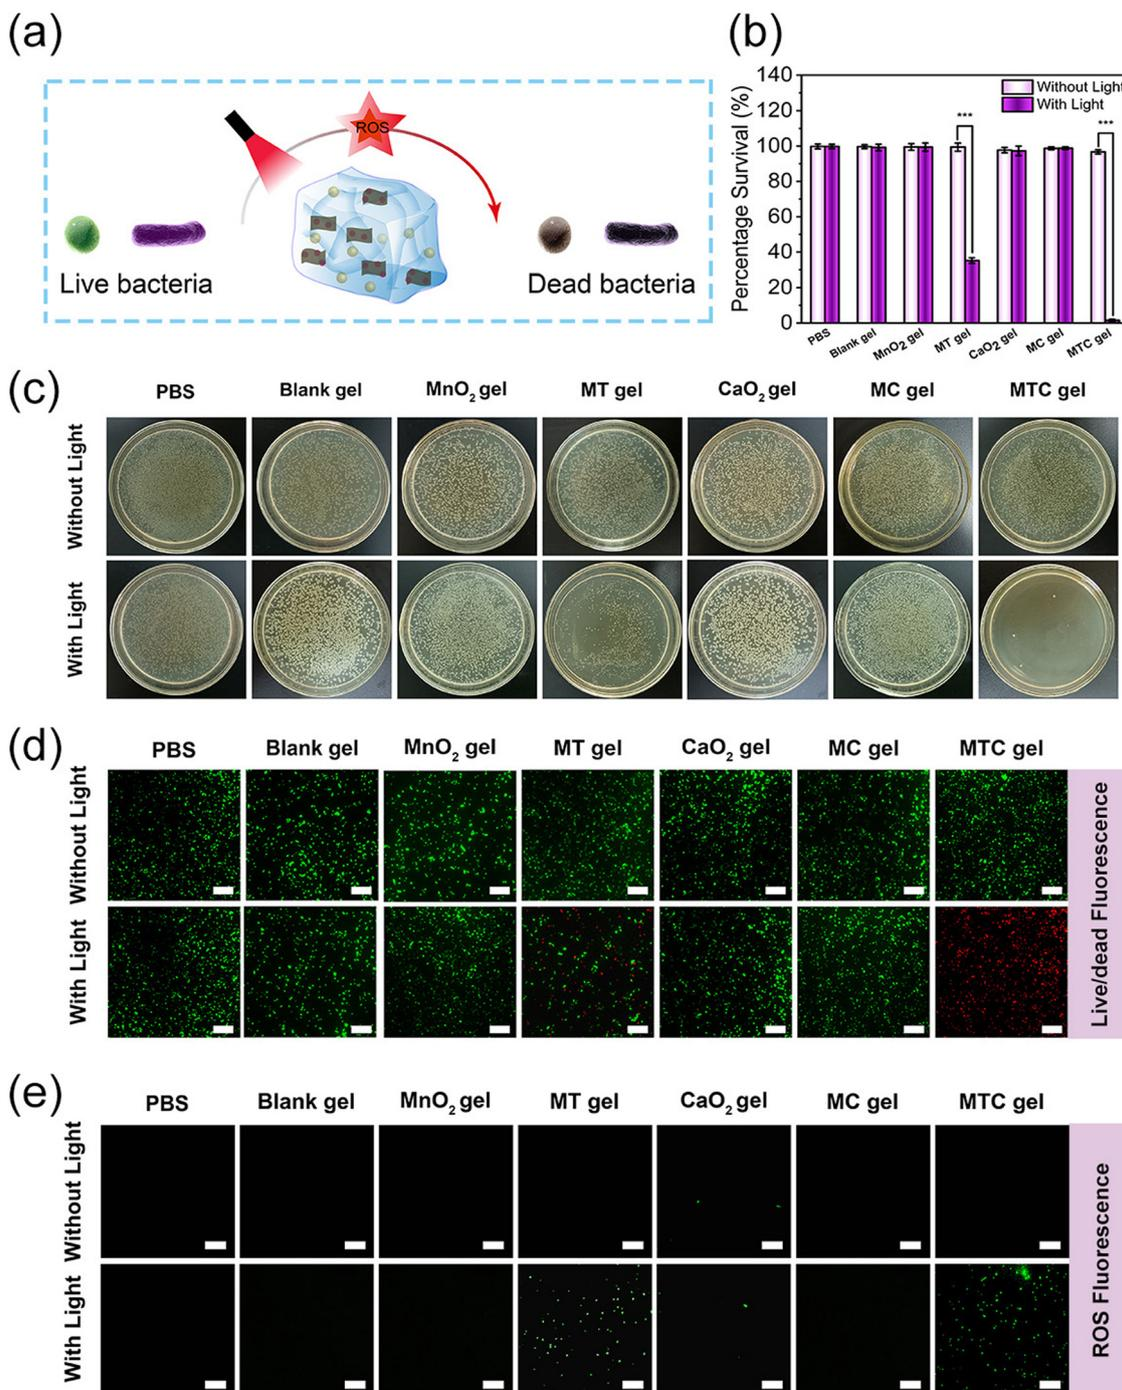 (a)
ROS
Live bacteria
Dead bacteria
(b)
Percentage Survival (%)
140
120
100
80
60
40
20
0
Without Light
With Light
***
***
PBS
Blank gel
MnO2 gel
MT gel
CaO2 gel
MC gel
MTC gel
(c)
PBS Blank gel MnO2 gel MT gel CaO2 gel MC gel MTC gel
Without Light
With Light
(d)
PBS Blank gel MnO2 gel MT gel CaO2 gel MC gel MTC gel
Without Light
With Light
Live/dead Fluorescence
(e)
PBS Blank gel MnO2 gel MT gel CaO2 gel MC gel MTC gel
Without Light
With Light
ROS Fluorescence